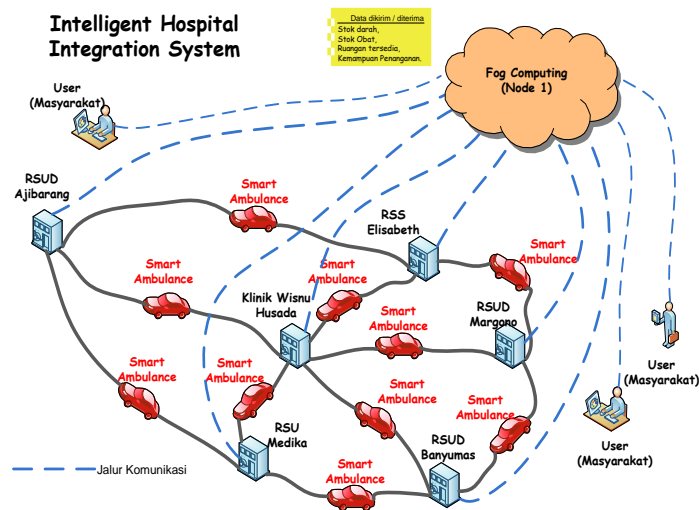 Intelligent Hospital
Integration System
Data dikirim / diterima
Stok darah,
Stok Obat,
Ruangan tersedia,
Kemampuan Penanganan.
Fog Computing
(Node 1)
User
(Masyarakat)
RSUD
Ajibarang
Smart
Ambulance
RSS
Elisabeth
Smart
Ambulance
Smart
Ambulance
Smart
Ambulance
Klinik Wisnu
Husada
Smart
Ambulance
RSUD
Margono
Smart
Ambulance
Smart
Ambulance
Smart
Ambulance
Smart
Ambulance
User
(Masyarakat)
RSU
Medika
RSUD
Banyumas
User
(Masyarakat)
Smart
Ambulance
Jalur Komunikasi